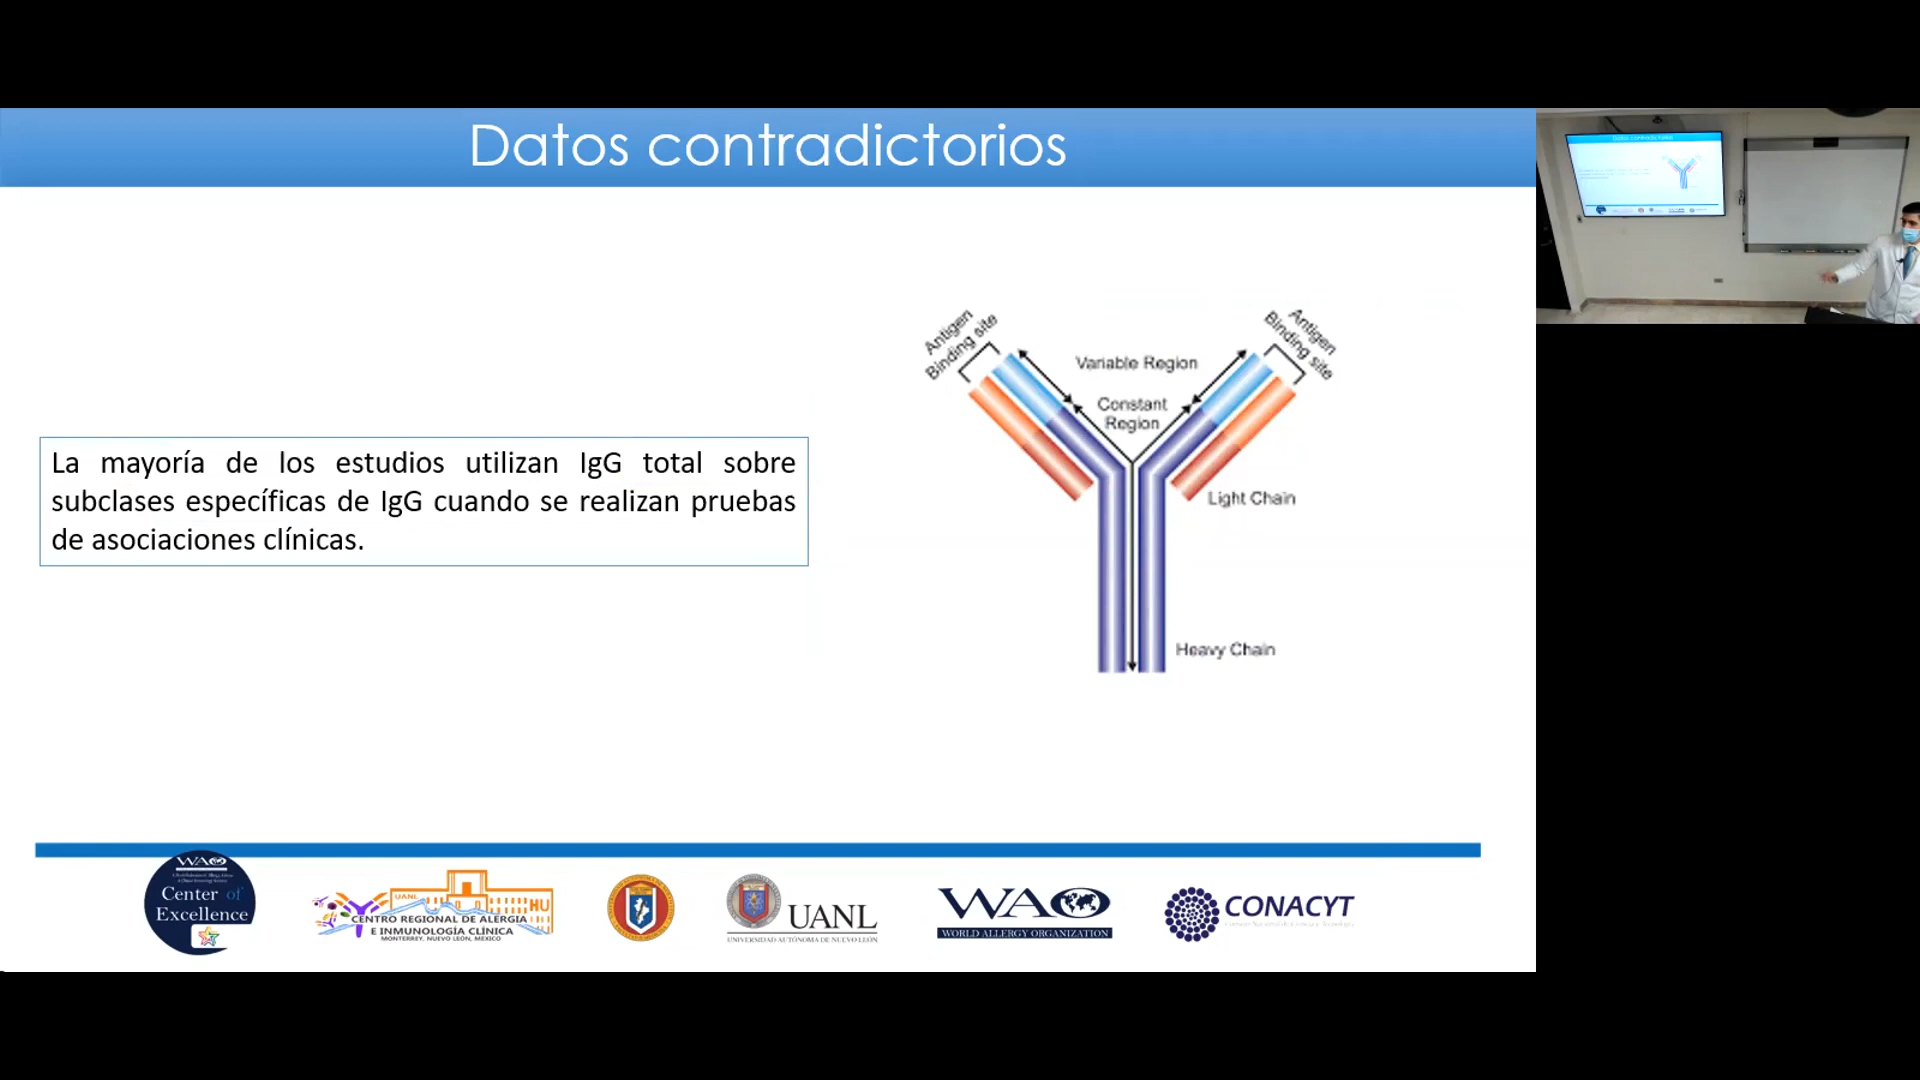 Datos contradictorios
La mayoría de los estudios utilizan IgG total sobre
subclases específicas de IgG cuando se realizan pruebas
de asociaciones clínicas.
Antigen
Binding site
Variable Region
Constant
Region
Antigen
Binding site
Light Chain
Heavy Chain
WAO
Center of
Excellence
UANL
HU
CENTRO REGIONAL DE ALERGIA
E INMUNOLOGÍA CLÍNICA
MONTERREY, NUEVO LEÓN, MÉXICO
UANL
UNIVERSIDAD AUTÓNOMA DE NUEVO LEÓN
WAO
WORLD ALLERGY ORGANIZATION
CONACYT
Datos contradictorios